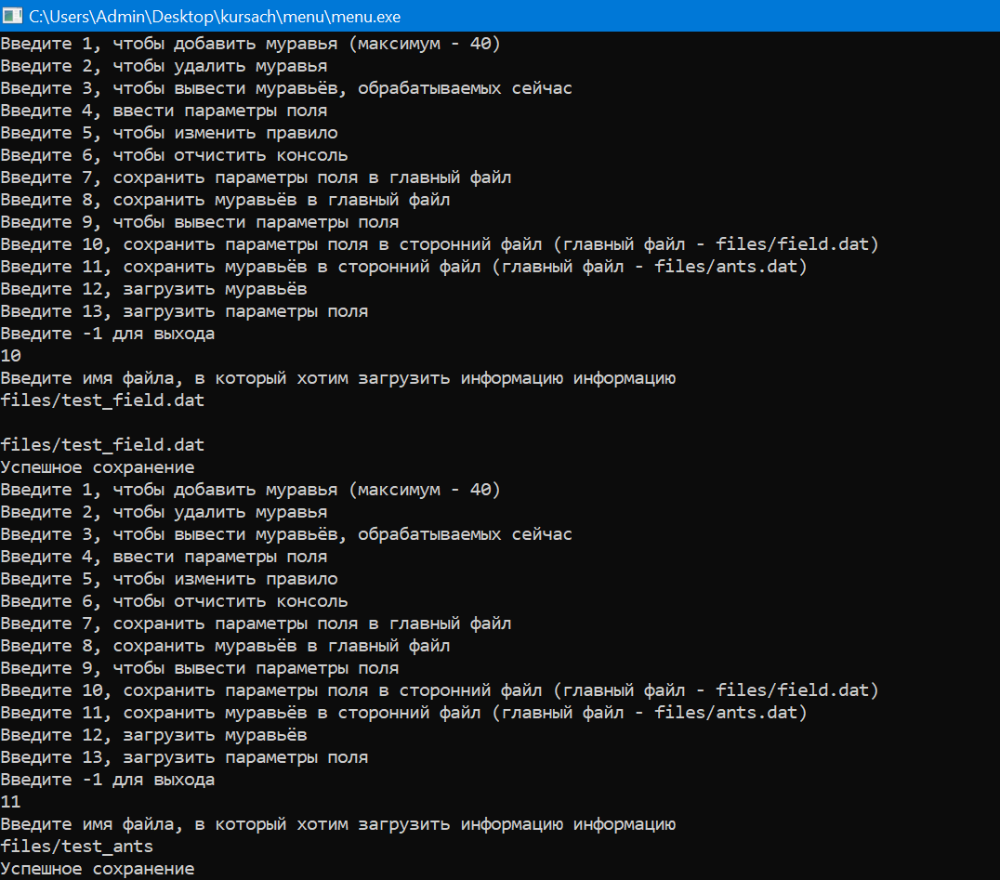 C:\Users\Admin\Desktop\kursach\menu\menu.exe
Введите 1, чтобы добавить муравья (максимум - 40)
Введите 2, чтобы удалить муравья
Введите 3, чтобы вывести муравьёв, обрабатываемых сейчас
Введите 4, ввести параметры поля
Введите 5, чтобы изменить правило
Введите 6, чтобы отчистить консоль
Введите 7, сохранить параметры поля в главный файл
Введите 8, сохранить муравьёв в главный файл
Введите 9, чтобы вывести параметры поля
Введите 10, сохранить параметры поля в сторонний файл (главный файл - files/field.dat)
Введите 11, сохранить муравьёв в сторонний файл (главный файл - files/ants.dat)
Введите 12, загрузить муравьёв
Введите 13, загрузить параметры поля
Введите -1 для выхода
10
Введите имя файла, в который хотим загрузить информацию информацию
files/test_field.dat
files/test_field.dat
Успешное сохранение
Введите 1, чтобы добавить муравья (максимум - 40)
Введите 2, чтобы удалить муравья
Введите 3, чтобы вывести муравьёв, обрабатываемых сейчас
Введите 4, ввести параметры поля
Введите 5, чтобы изменить правило
Введите 6, чтобы отчистить консоль
Введите 7, сохранить параметры поля в главный файл
Введите 8, сохранить муравьёв в главный файл
Введите 9, чтобы вывести параметры поля
Введите 10, сохранить параметры поля в сторонний файл (главный файл - files/field.dat)
Введите 11, сохранить муравьёв в сторонний файл (главный файл - files/ants.dat)
Введите 12, загрузить муравьёв
Введите 13, загрузить параметры поля
Введите -1 для выхода
11
Введите имя файла, в который хотим загрузить информацию информацию
files/test_ants
Успешное сохранение